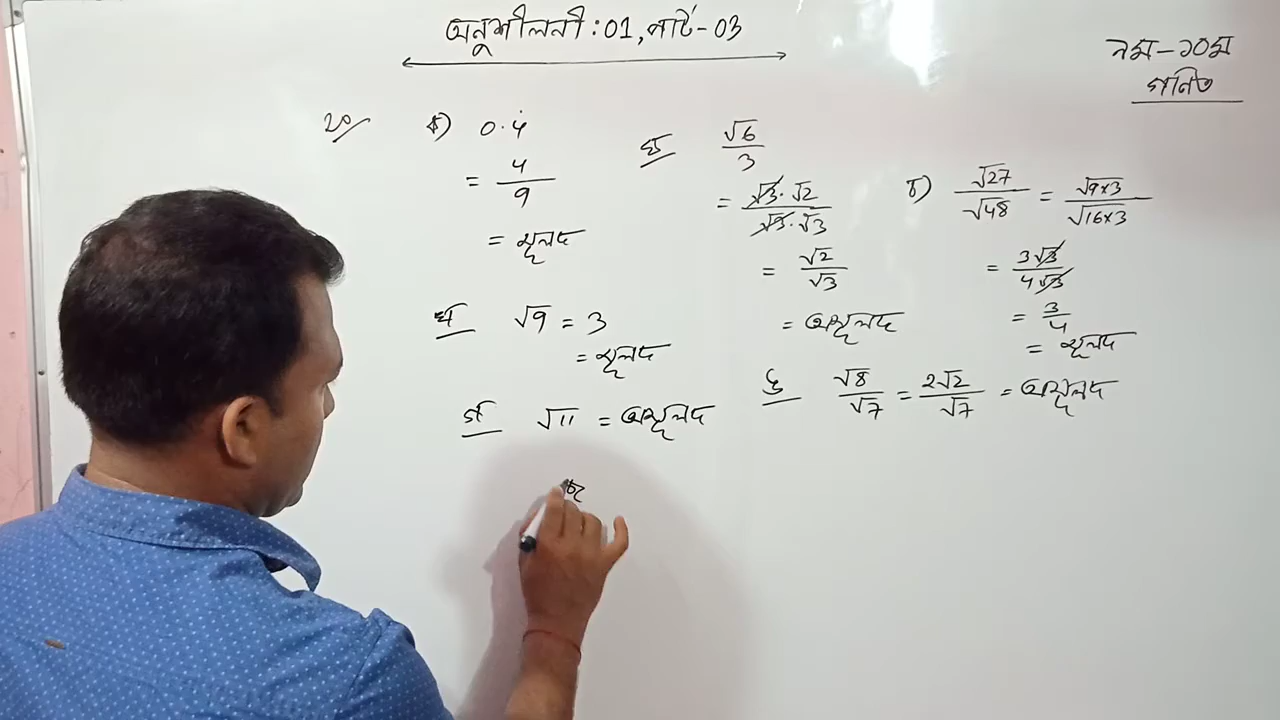 অনুশীলনী: 01, পার্ট-03
নবম-১০ম
গণিত
২০
ক) 0.4̇
= 4/9
= মূলদ
খ √9 = 3
= মূলদ
গ √11 = অমূলদ
ঘ √6/3
= √3·√2/√3·√3
= √2/√3
= অমূলদ
√27/√48 = √9×3/√16×3
= 3√3/4√3
= 3/4
= মূলদ
√8/√7 = 2√2/√7 = অমূলদ